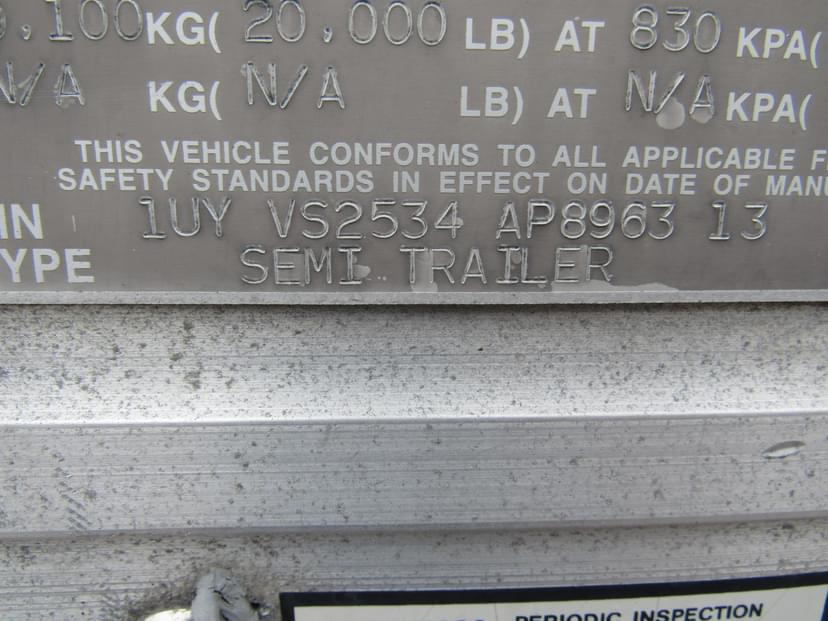 .100 KG( 20.000 LB) AT 830 KPA(
N/A KG( N/A LB) AT N/A KPA(
THIS VEHICLE CONFORMS TO ALL APPLICABLE F
SAFETY STANDARDS IN EFFECT ON DATE OF MANU
IN 1UY VS2534 AP8963 13
YPE SEMI TRAILER
PERIODIC INSPECTION